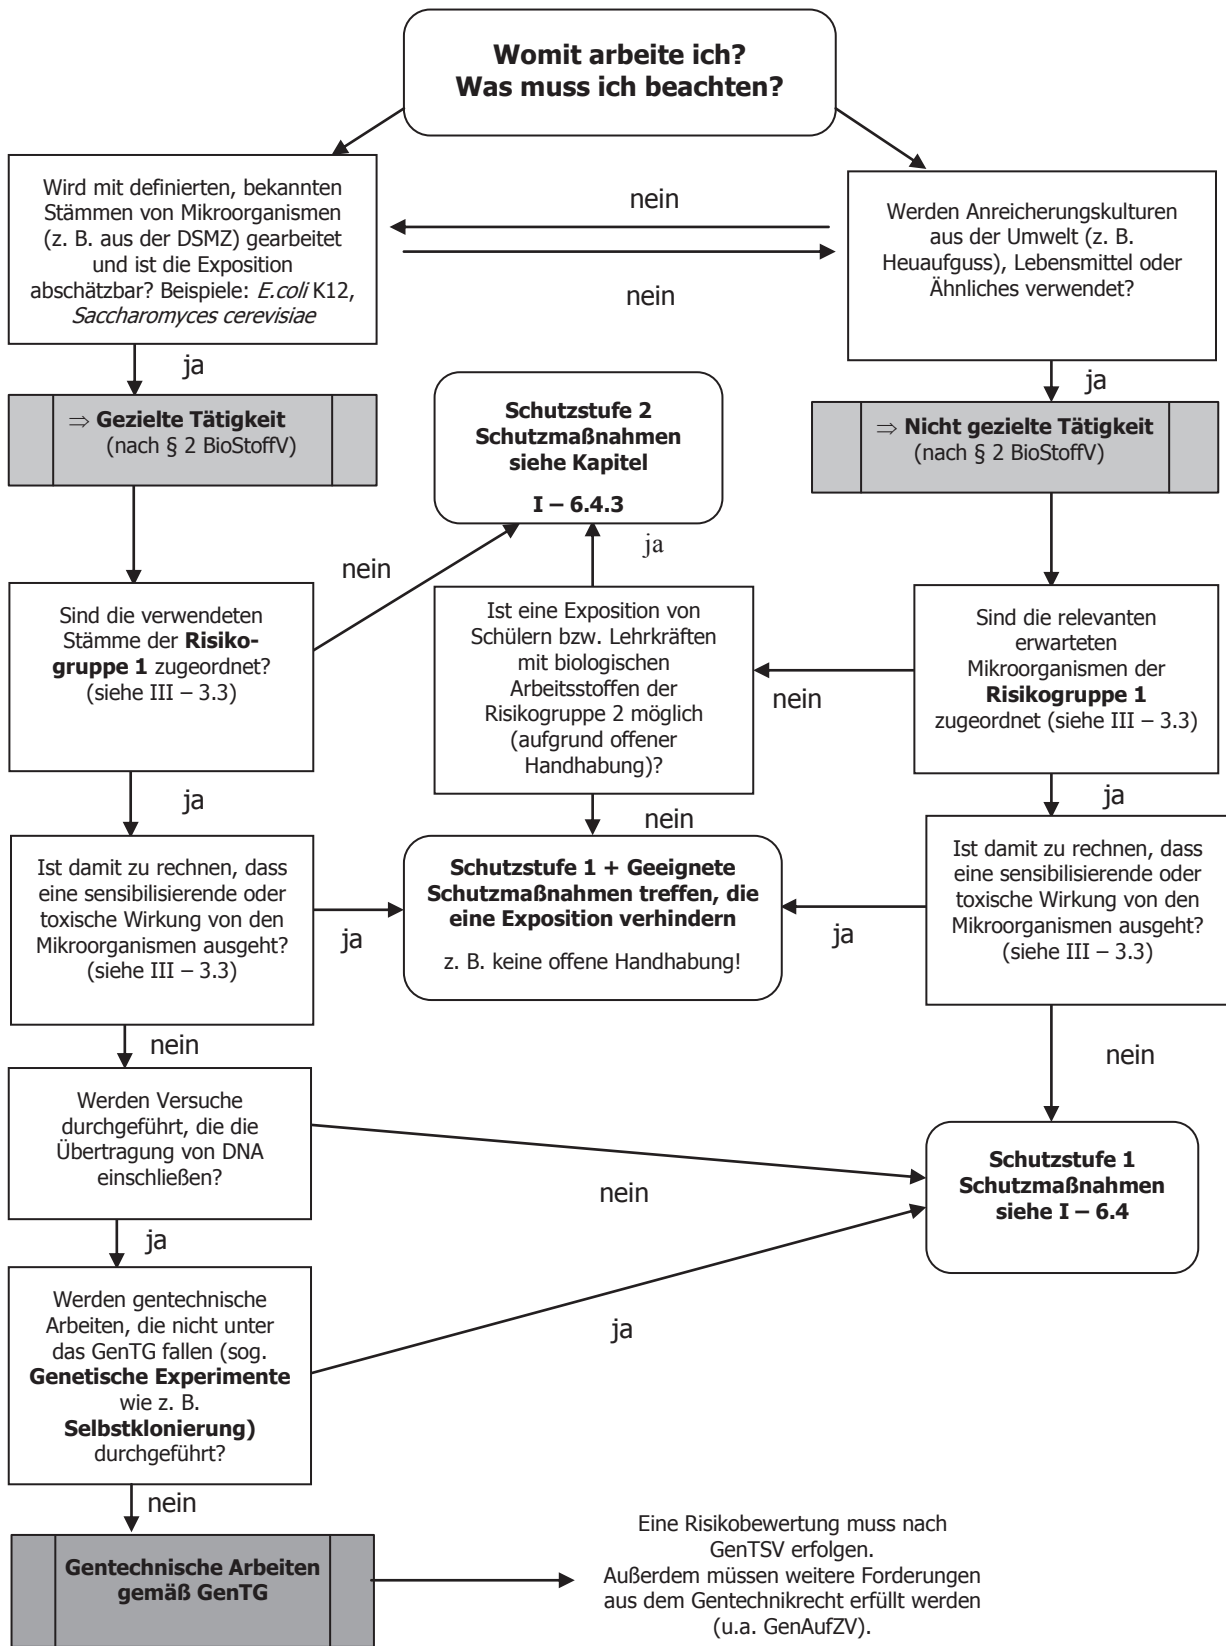 Womit arbeite ich?
Was muss ich beachten?
Wird mit definierten, bekannten
Stämmen von Mikroorganismen
(z. B. aus der DSMZ) gearbeitet
und ist die Exposition
abschätzbar? Beispiele: E.coli K12,
Saccharomyces cerevisiae
nein
nein
Werden Anreicherungskulturen
aus der Umwelt (z. B.
Heuaufguss), Lebensmittel oder
Ähnliches verwendet?
ja
ja
⇒ Gezielte Tätigkeit
(nach § 2 BioStoffV)
Schutzstufe 2
Schutzmaßnahmen
siehe Kapitel
I – 6.4.3
⇒ Nicht gezielte Tätigkeit
(nach § 2 BioStoffV)
nein
ja
Sind die verwendeten
Stämme der Risiko-
gruppe 1 zugeordnet?
(siehe III – 3.3)
Ist eine Exposition von
Schülern bzw. Lehrkräften
mit biologischen
Arbeitsstoffen der
Risikogruppe 2 möglich
(aufgrund offener
Handhabung)?
nein
Sind die relevanten
erwarteten
Mikroorganismen der
Risikogruppe 1
zugeordnet (siehe III – 3.3)
ja
nein
ja
Ist damit zu rechnen, dass
eine sensibilisierende oder
toxische Wirkung von den
Mikroorganismen ausgeht?
(siehe III – 3.3)
ja
Schutzstufe 1 + Geeignete
Schutzmaßnahmen treffen, die
eine Exposition verhindern
z. B. keine offene Handhabung!
ja
Ist damit zu rechnen, dass
eine sensibilisierende oder
toxische Wirkung von den
Mikroorganismen ausgeht?
(siehe III – 3.3)
nein
nein
Werden Versuche
durchgeführt, die die
Übertragung von DNA
einschließen?
nein
Schutzstufe 1
Schutzmaßnahmen
siehe I – 6.4
ja
Werden gentechnische
Arbeiten, die nicht unter
das GenTG fallen (sog.
Genetische Experimente
wie z. B.
Selbstklonierung)
durchgeführt?
ja
nein
Gentechnische Arbeiten
gemäß GenTG
Eine Risikobewertung muss nach
GenTSV erfolgen.
Außerdem müssen weitere Forderungen
aus dem Gentechnikrecht erfüllt werden
(u.a. GenAufZV).